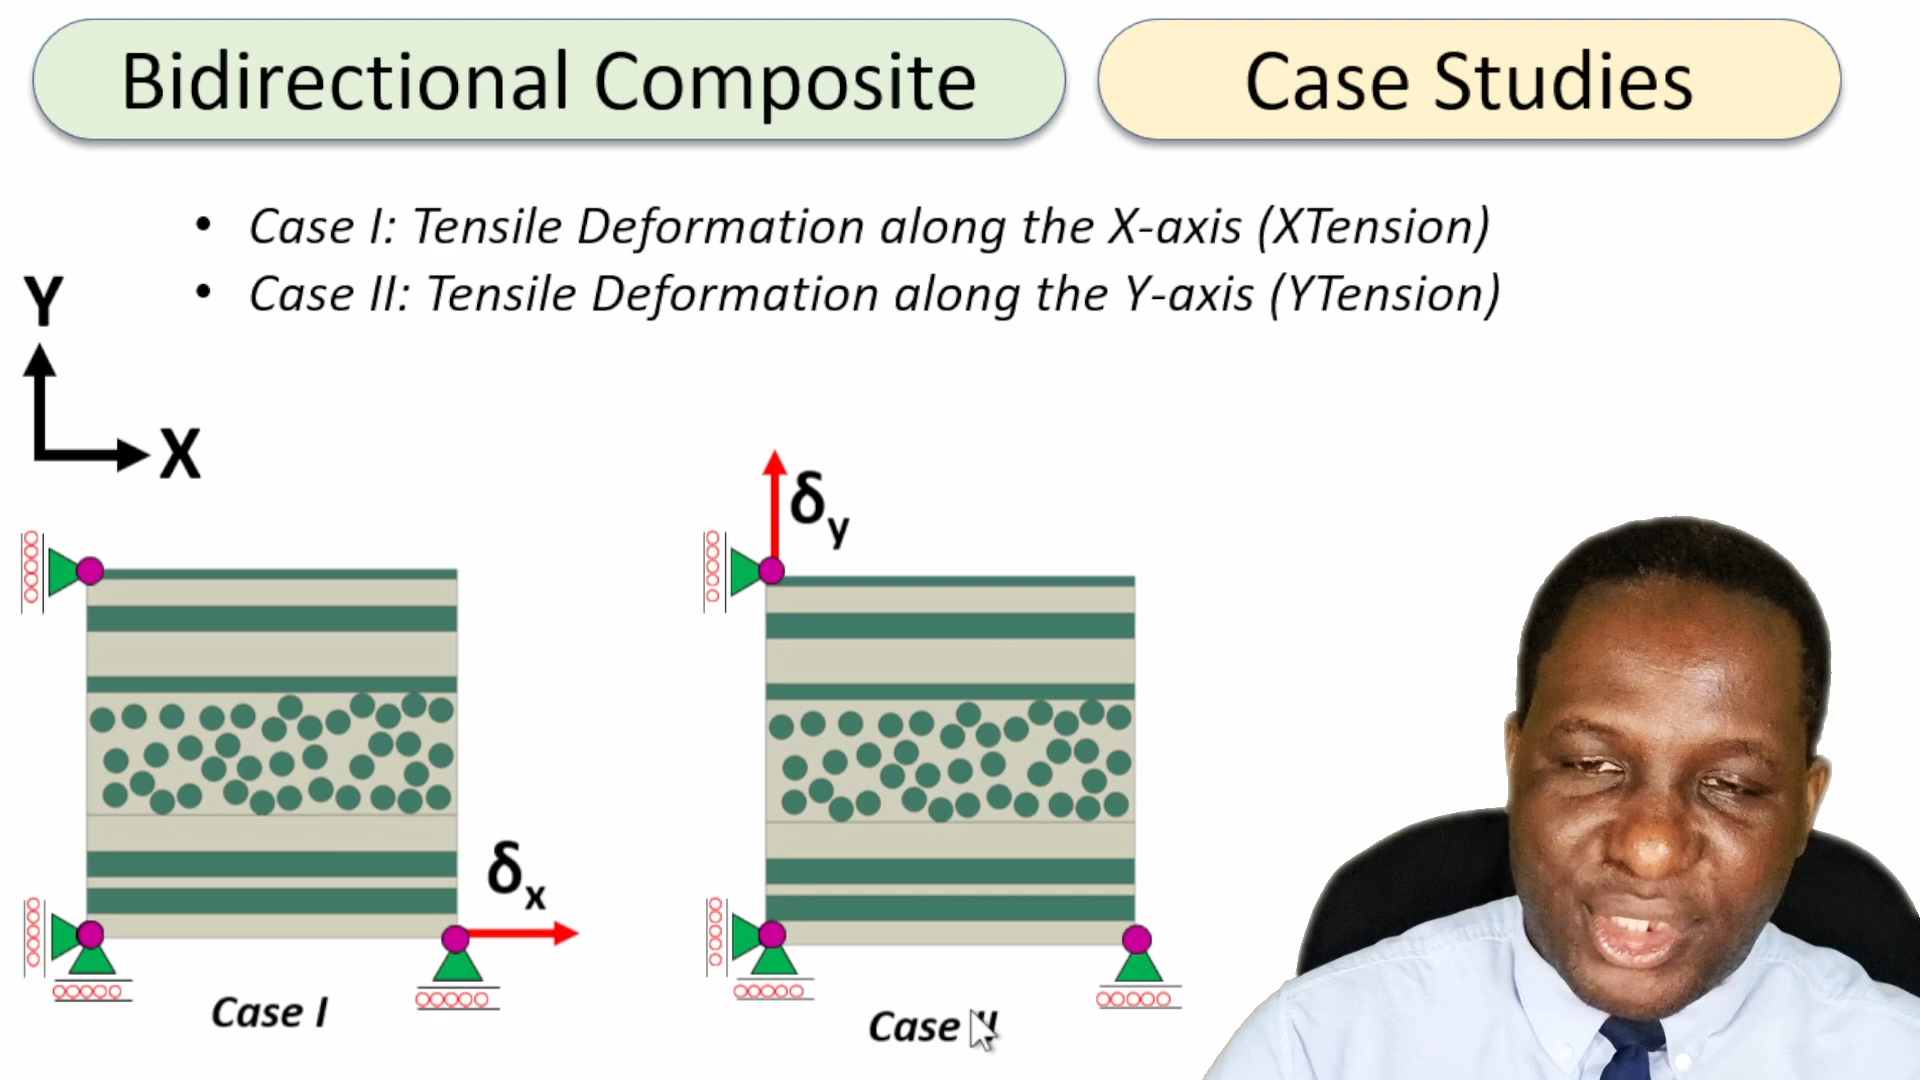 Bidirectional Composite
Case Studies
• Case I: Tensile Deformation along the X-axis (XTension)
• Case II: Tensile Deformation along the Y-axis (YTension)
Y
X
δy
δx
Case I
Case II